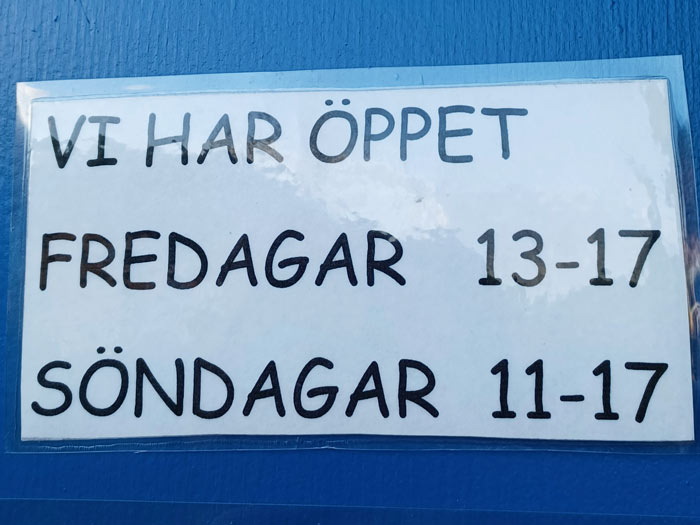 VI HAR ÖPPET
FREDAGAR 13-17
SÖNDAGAR 11-17